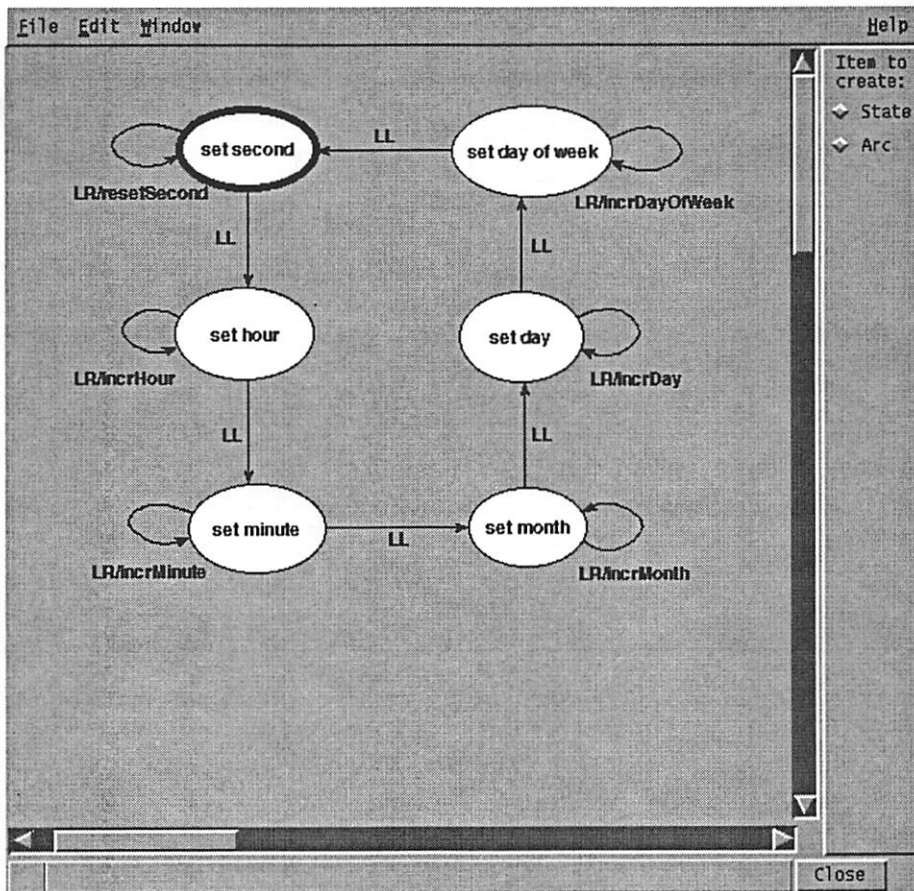 File Edit Window Help
Item to
create:
State
Arc
set second
LL
set day of week
LR/resetSecond
LR/incrDayOfWeek
LL
LL
set hour
set day
LR/incrHour
LR/incrDay
LL
LL
set minute
LL
set month
LR/incrMinute
LR/incrMonth
Close